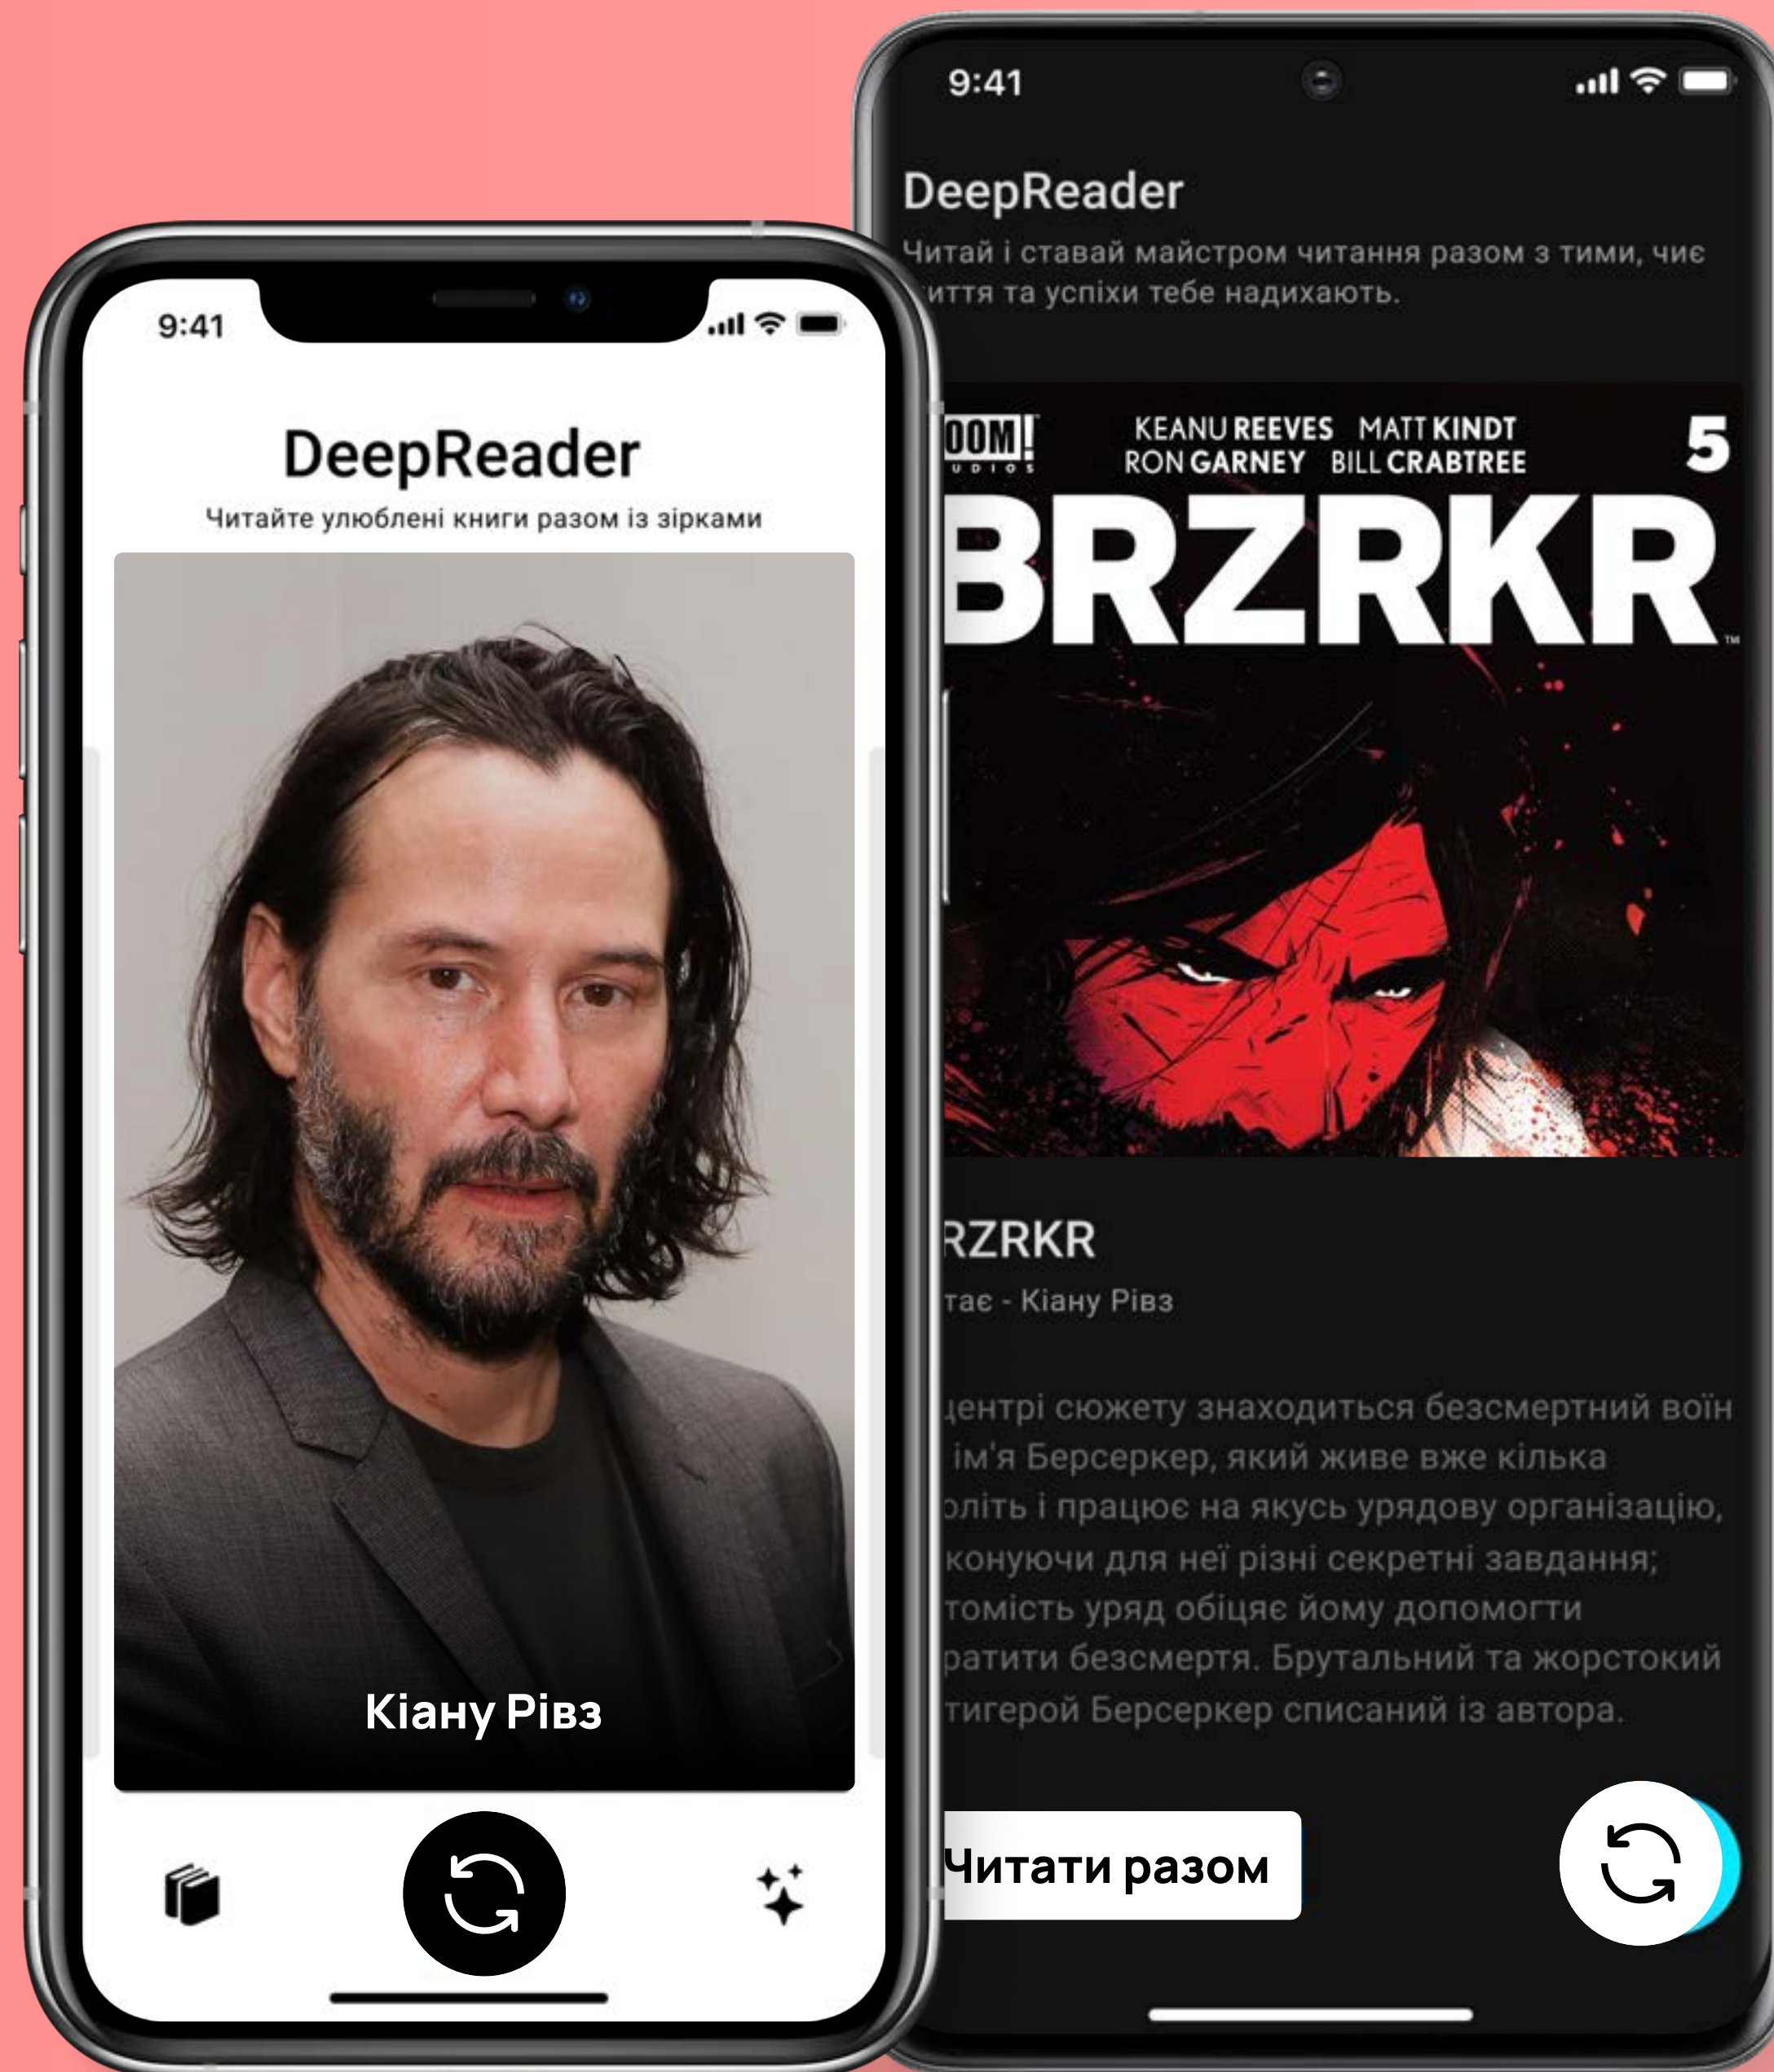 9:41
DeepReader
Читайте улюблені книги разом із зірками
Кіану Рівз
9:41
DeepReader
Читай і ставай майстром читання разом з тими, чиє
иття та успіхи тебе надихають.
OOM!
UDIOS
KEANU REEVES MATT KINDT
RON GARNEY BILL CRABTREE
5
BRZRKR
TM
RZRKR
тає - Кіану Рівз
центрі сюжету знаходиться безсмертний воїн
ім'я Берсеркер, який живе вже кілька
оліть і працює на якусь урядову організацію,
конуючи для неї різні секретні завдання;
томість уряд обіцяє йому допомогти
ратити безсмертя. Брутальний та жорстокий
тигерой Берсеркер списаний із автора.
Читати разом